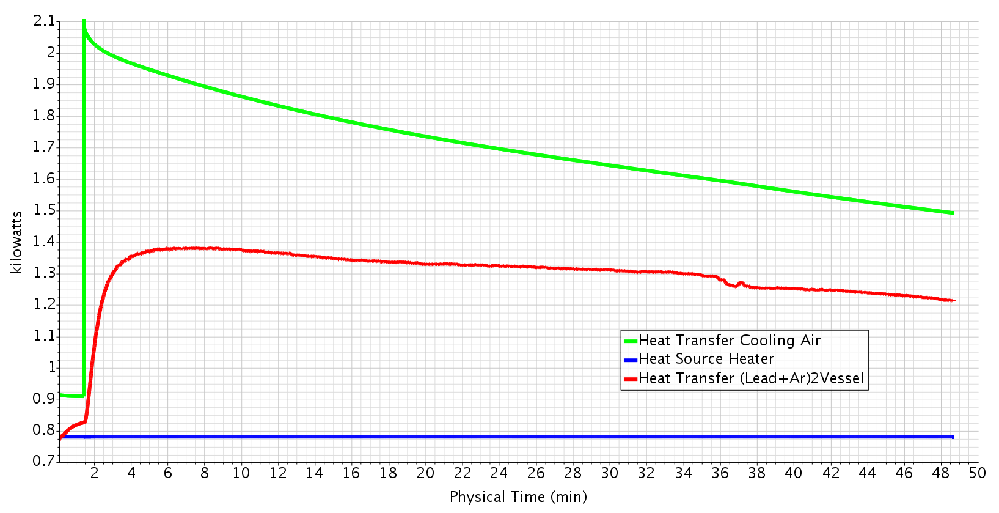 2.1
2
1.9
1.8
1.7
1.6
1.5
1.4
1.3
1.2
1.1
1
0.9
0.8
0.7
kilowatts
Heat Transfer Cooling Air
Heat Source Heater
Heat Transfer (Lead+Ar)2Vessel
2 4 6 8 10 12 14 16 18 20 22 24 26 28 30 32 34 36 38 40 42 44 46 48 50
Physical Time (min)